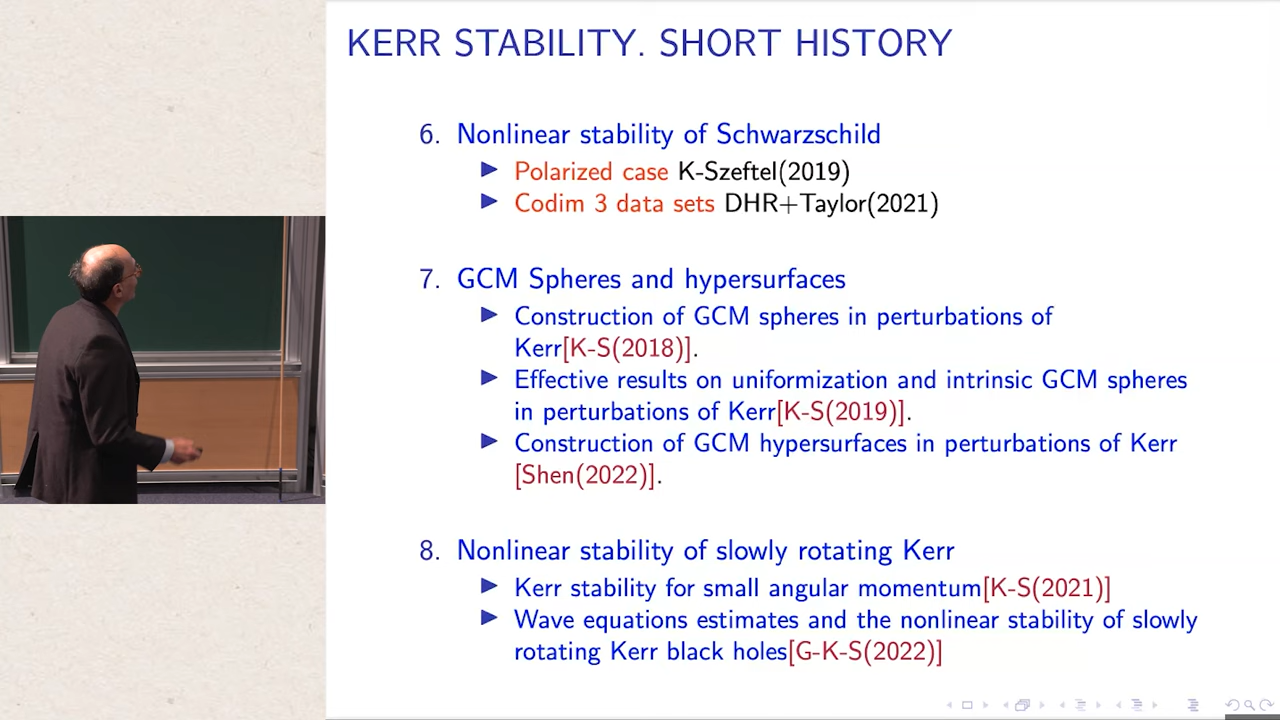 KERR STABILITY. SHORT HISTORY
6. Nonlinear stability of Schwarzschild
▶ Polarized case K-Szeftel(2019)
▶ Codim 3 data sets DHR+Taylor(2021)
7. GCM Spheres and hypersurfaces
▶ Construction of GCM spheres in perturbations of
Kerr[K-S(2018)].
▶ Effective results on uniformization and intrinsic GCM spheres
in perturbations of Kerr[K-S(2019)].
▶ Construction of GCM hypersurfaces in perturbations of Kerr
[Shen(2022)].
8. Nonlinear stability of slowly rotating Kerr
▶ Kerr stability for small angular momentum[K-S(2021)]
▶ Wave equations estimates and the nonlinear stability of slowly
rotating Kerr black holes[G-K-S(2022)]